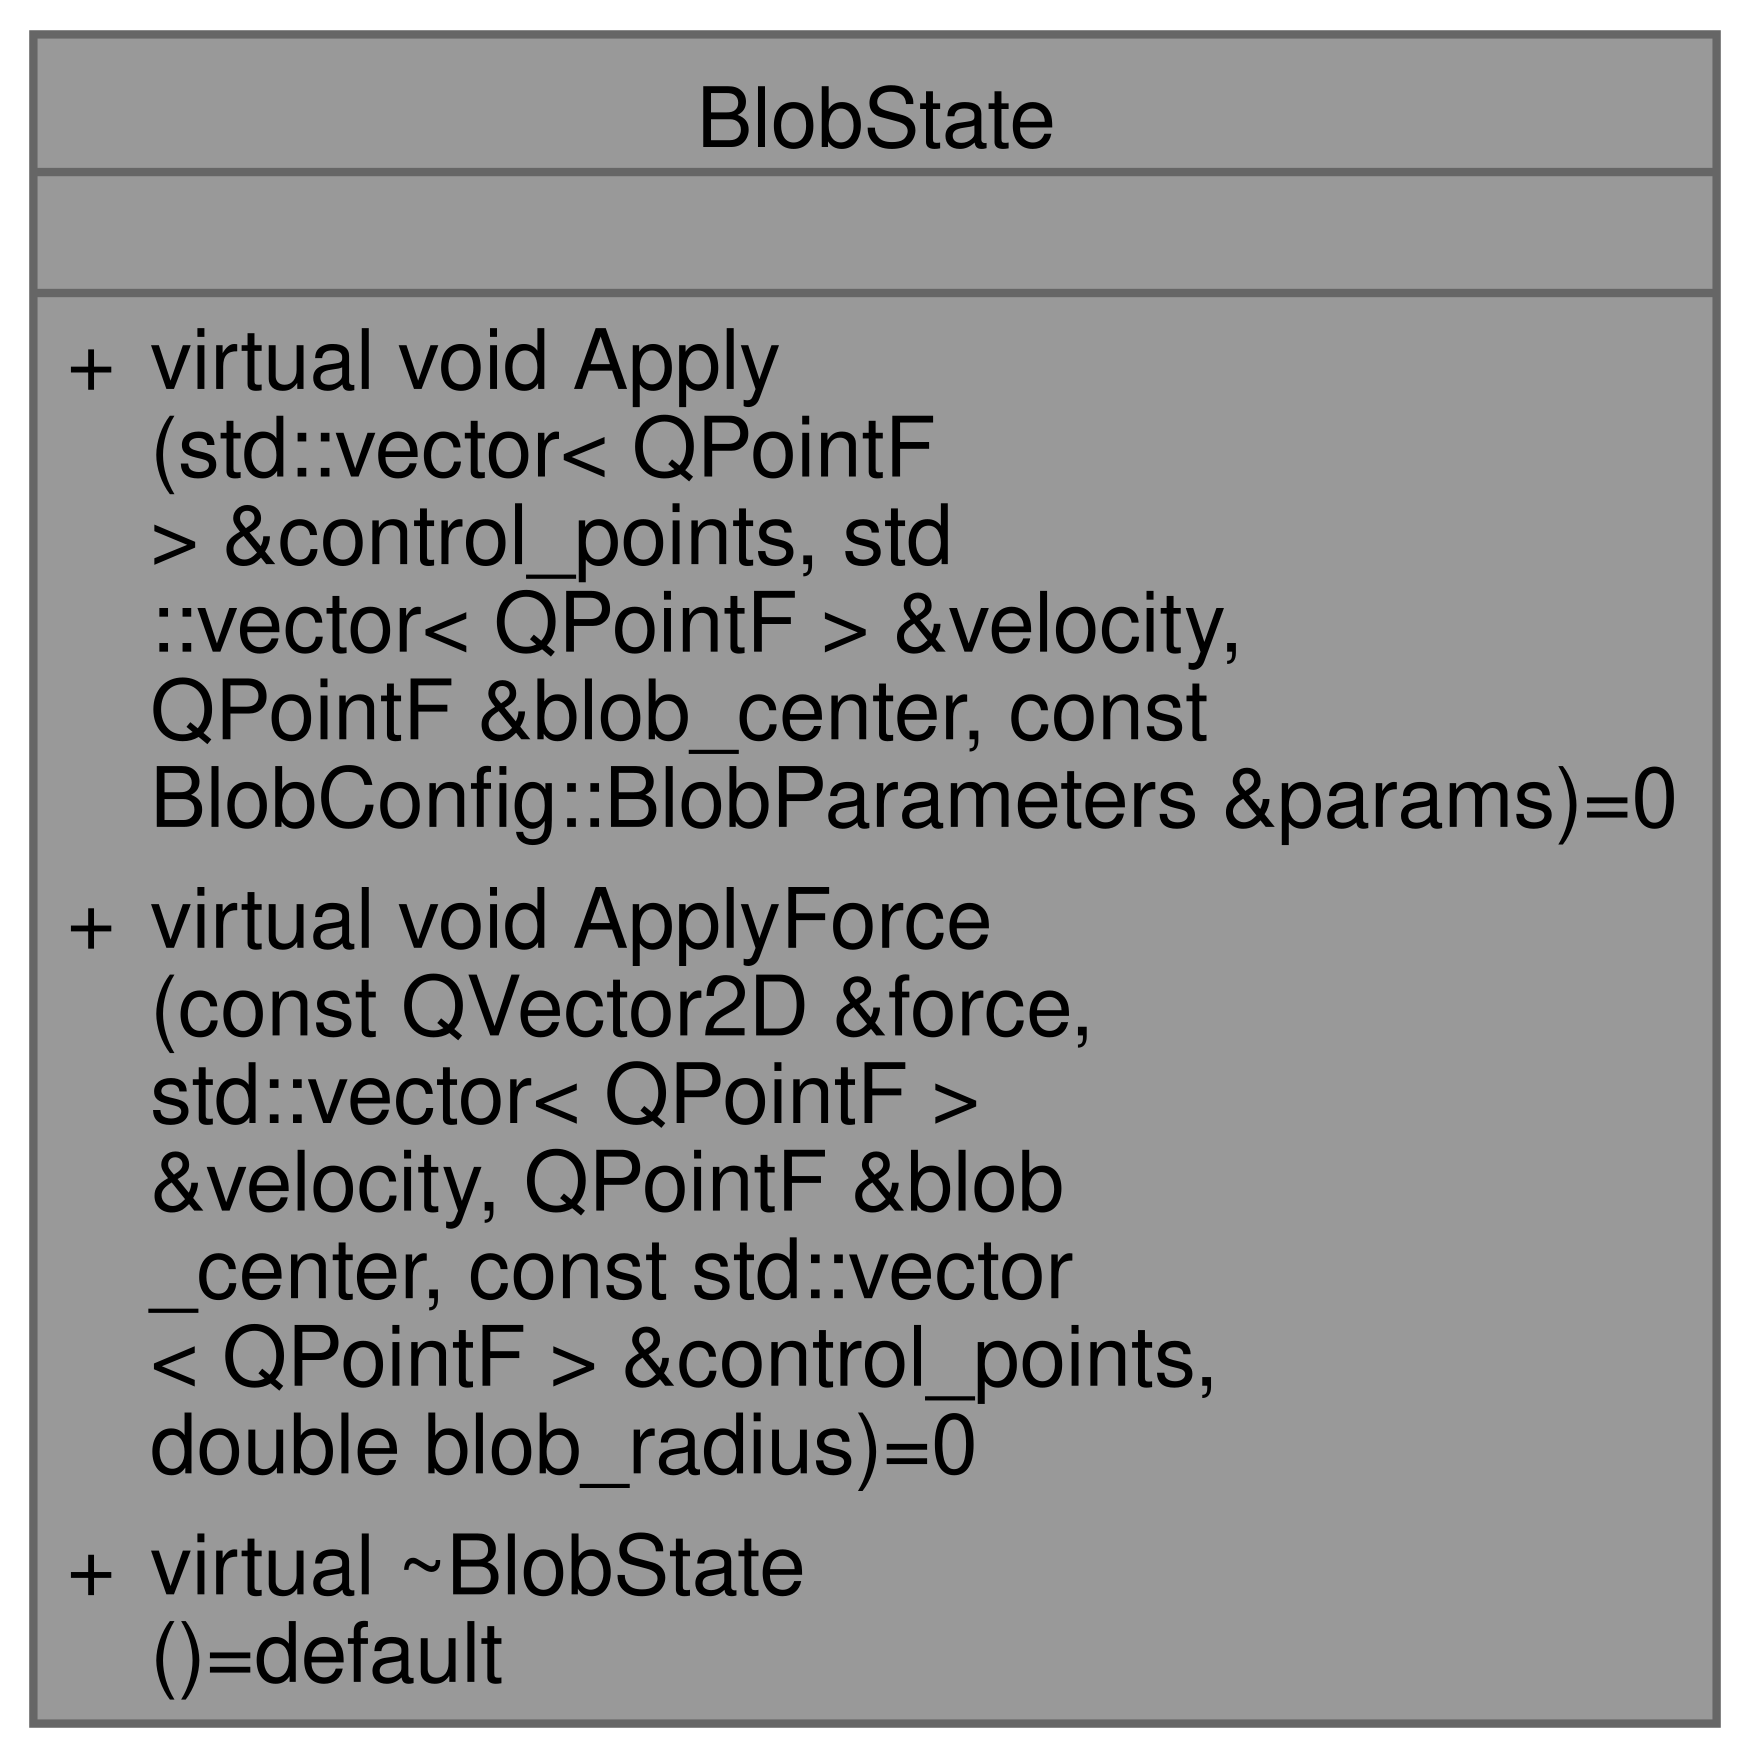 BlobState
+ virtual void Apply
(std::vector< QPointF
> &control_points, std
::vector< QPointF > &velocity,
QPointF &blob_center, const
BlobConfig::BlobParameters &params)=0
+ virtual void ApplyForce
(const QVector2D &force,
std::vector< QPointF >
&velocity, QPointF &blob
_center, const std::vector
< QPointF > &control_points,
double blob_radius)=0
+ virtual ~BlobState
()=default